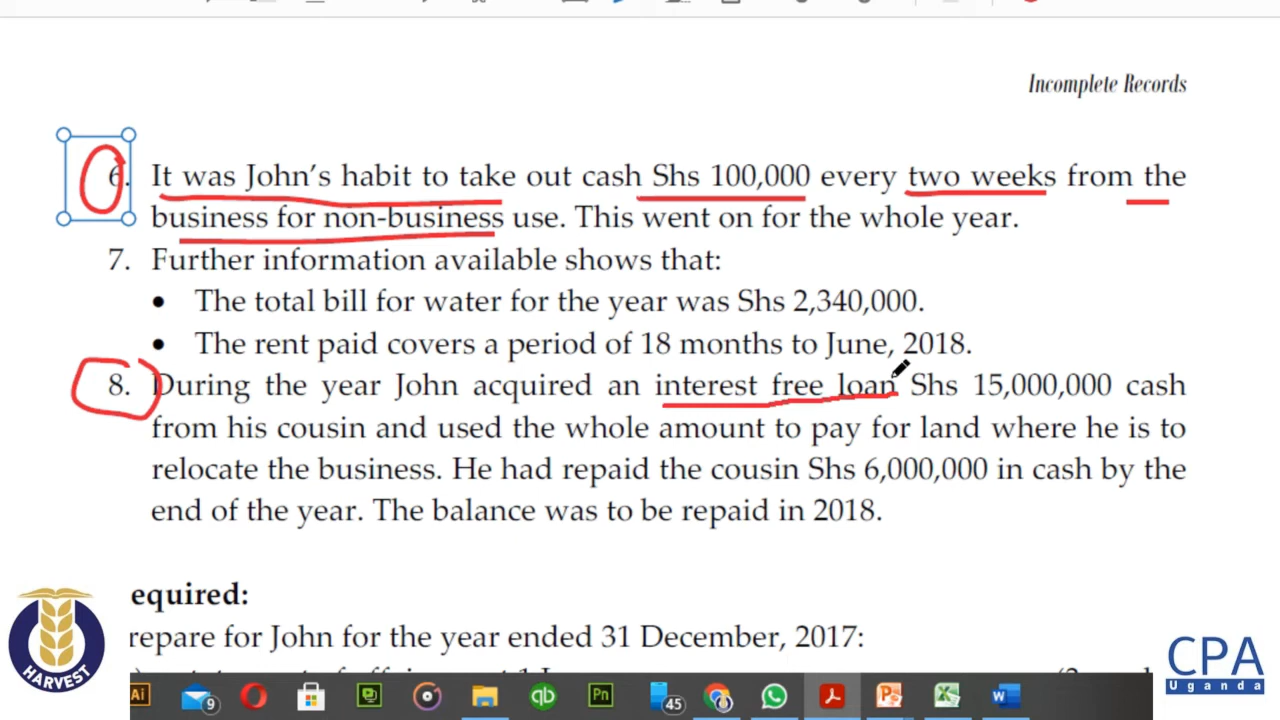 Incomplete Records
6. It was John's habit to take out cash Shs 100,000 every two weeks from the
business for non-business use. This went on for the whole year.
7. Further information available shows that:
• The total bill for water for the year was Shs 2,340,000.
• The rent paid covers a period of 18 months to June, 2018.
8. During the year John acquired an interest free loan Shs 15,000,000 cash
from his cousin and used the whole amount to pay for land where he is to
relocate the business. He had repaid the cousin Shs 6,000,000 in cash by the
end of the year. The balance was to be repaid in 2018.
equired:
repare for John for the year ended 31 December, 2017:
HARVEST
CPA
Uganda
Ai
9
qb
Pn
45